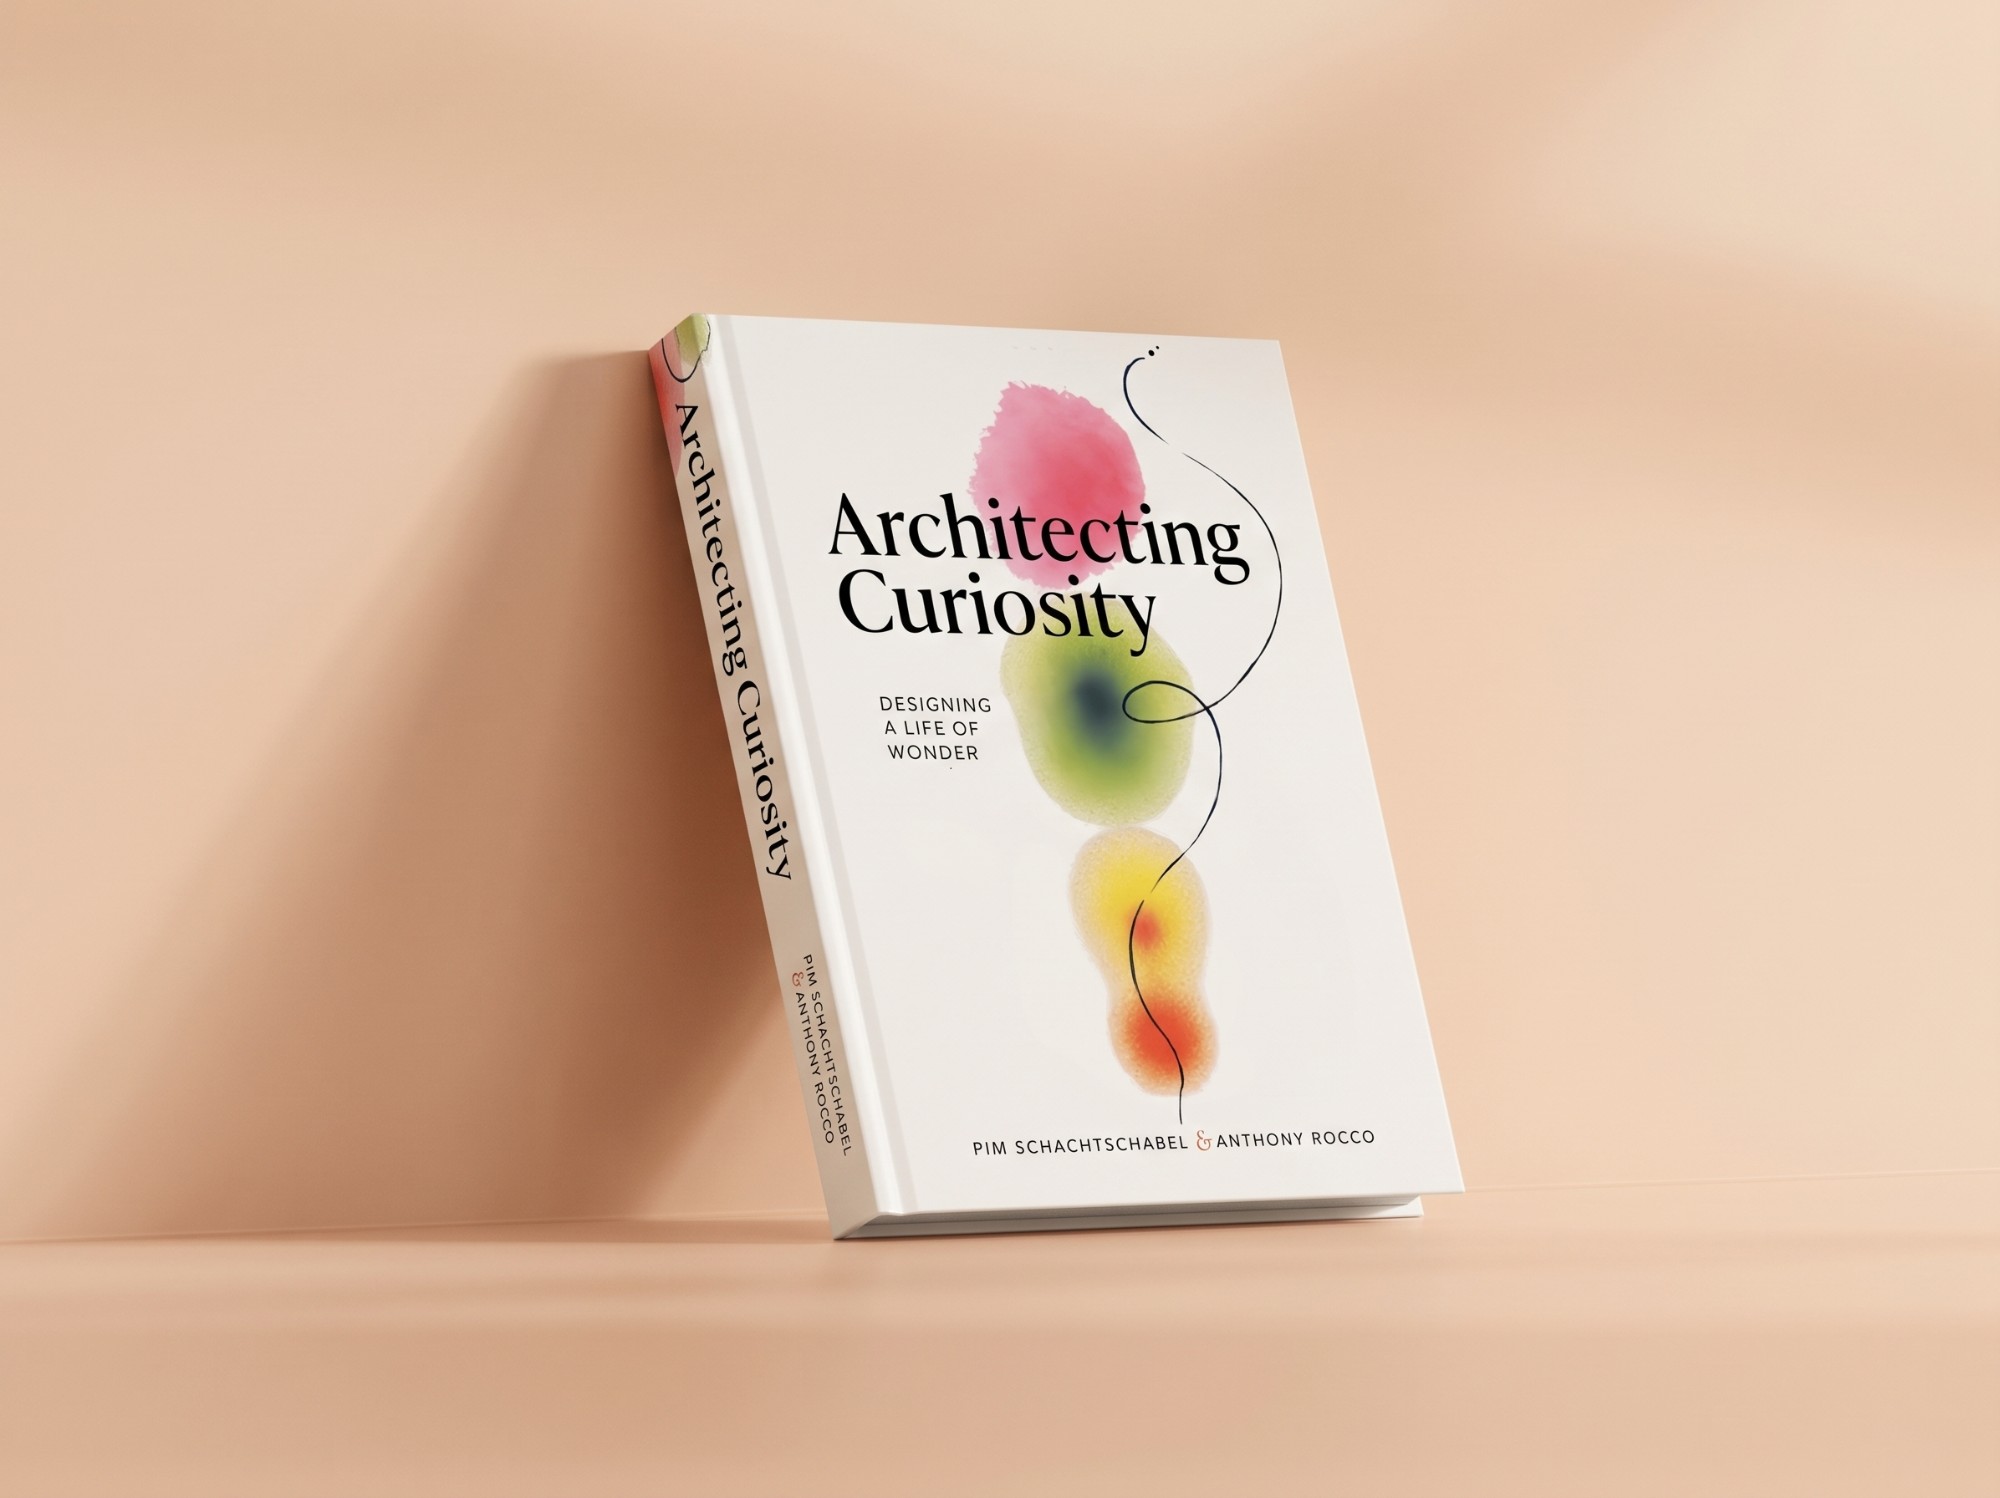 Architecting
Curiosity
DESIGNING
A LIFE OF
WONDER
PIM SCHACHTSCHABEL & ANTHONY ROCCO
Architecting Curiosity
PIM SCHACHTSCHABEL
& ANTHONY ROCCO